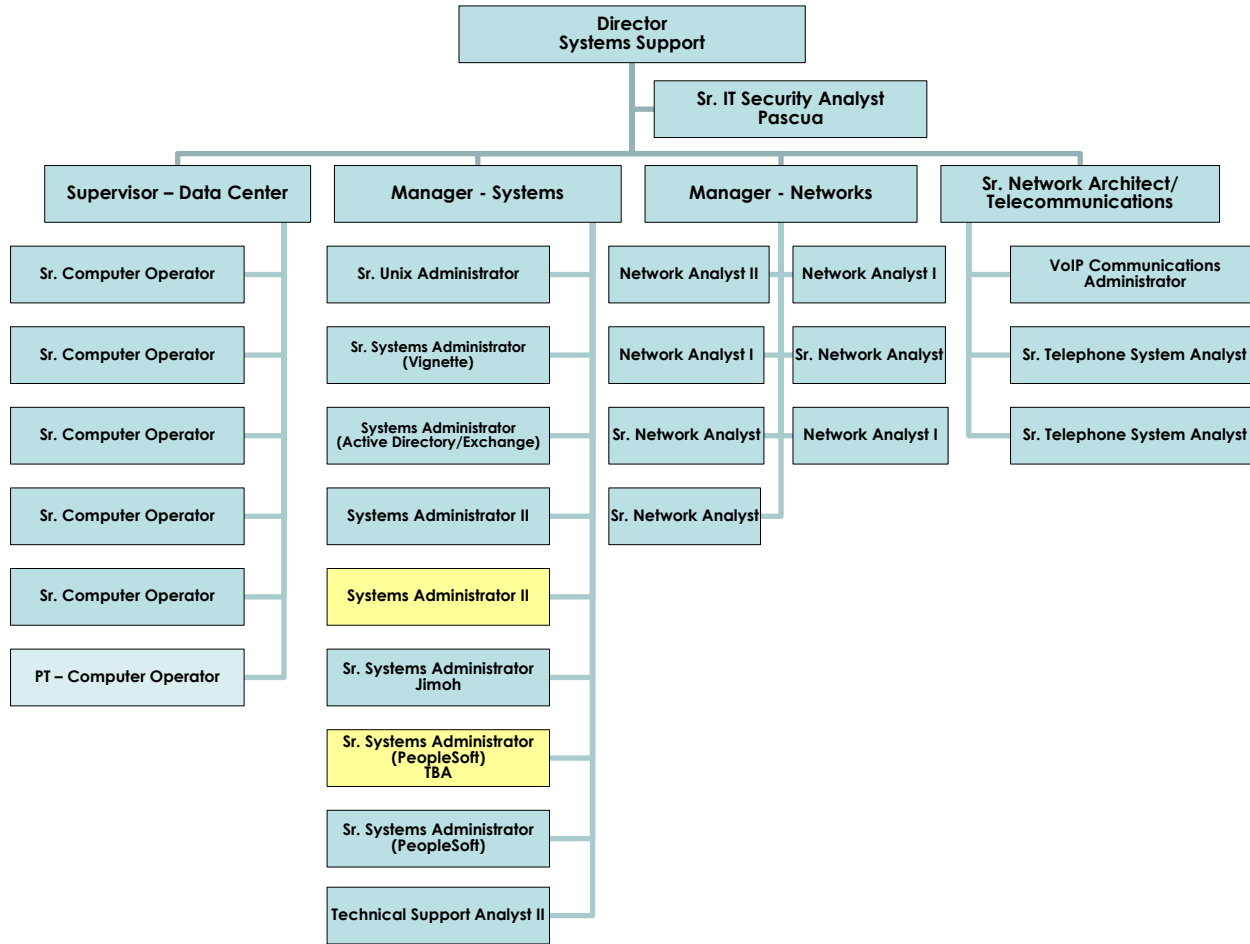 Director
Systems Support
Sr. IT Security Analyst
Pascua
Supervisor – Data Center
Manager - Systems
Manager - Networks
Sr. Network Architect/
Telecommunications
Sr. Computer Operator
Sr. Computer Operator
Sr. Computer Operator
Sr. Computer Operator
Sr. Computer Operator
PT – Computer Operator
Sr. Unix Administrator
Sr. Systems Administrator
(Vignette)
Systems Administrator
(Active Directory/Exchange)
Systems Administrator II
Systems Administrator II
Sr. Systems Administrator
Jimoh
Sr. Systems Administrator
(PeopleSoft)
TBA
Sr. Systems Administrator
(PeopleSoft)
Technical Support Analyst II
Network Analyst II
Network Analyst I
Network Analyst I
Sr. Network Analyst
Sr. Network Analyst
Network Analyst I
Sr. Network Analyst
VoIP Communications
Administrator
Sr. Telephone System Analyst
Sr. Telephone System Analyst